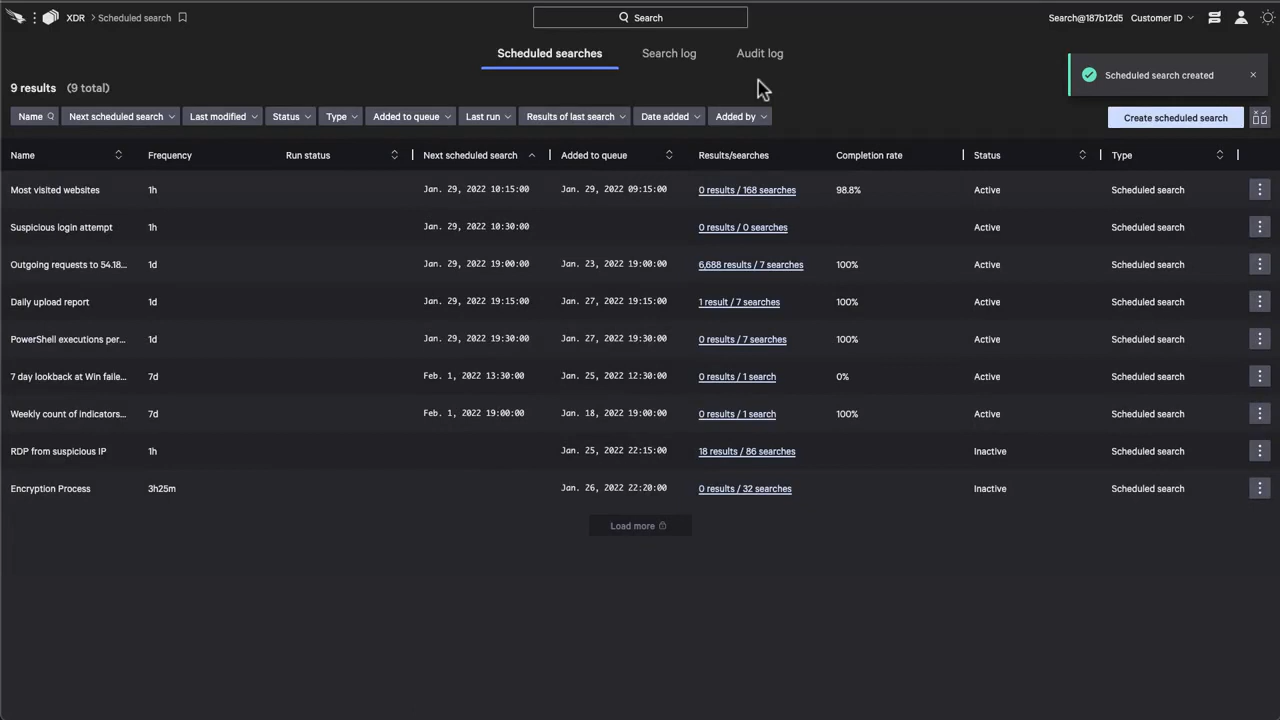 XDR > Scheduled search Search Search@187b12d5 Customer ID
Scheduled searches Search log Audit log
Scheduled search created
9 results (9 total)
Name Next scheduled search Last modified Status Type Added to queue Last run Results of last search Date added Added by Create scheduled search
Name Frequency Run status Next scheduled search Added to queue Results/searches Completion rate Status Type
Most visited websites 1h Jan. 29, 2022 10:15:00 Jan. 29, 2022 09:15:00 0 results / 168 searches 98.8% Active Scheduled search
Suspicious login attempt 1h Jan. 29, 2022 10:30:00 0 results / 0 searches Active Scheduled search
Outgoing requests to 54.18... 1d Jan. 29, 2022 19:00:00 Jan. 23, 2022 19:00:00 6,688 results / 7 searches 100% Active Scheduled search
Daily upload report 1d Jan. 29, 2022 19:15:00 Jan. 27, 2022 19:15:00 1 result / 7 searches 100% Active Scheduled search
PowerShell executions per... 1d Jan. 29, 2022 19:30:00 Jan. 27, 2022 19:30:00 0 results / 7 searches 100% Active Scheduled search
7 day lookback at Win faile... 7d Feb. 1, 2022 13:30:00 Jan. 25, 2022 12:30:00 0 results / 1 search 0% Active Scheduled search
Weekly count of indicators... 7d Feb. 1, 2022 19:00:00 Jan. 18, 2022 19:00:00 0 results / 1 search 100% Active Scheduled search
RDP from suspicious IP 1h Jan. 25, 2022 22:15:00 18 results / 86 searches Inactive Scheduled search
Encryption Process 3h25m Jan. 26, 2022 22:20:00 0 results / 32 searches Inactive Scheduled search
Load more